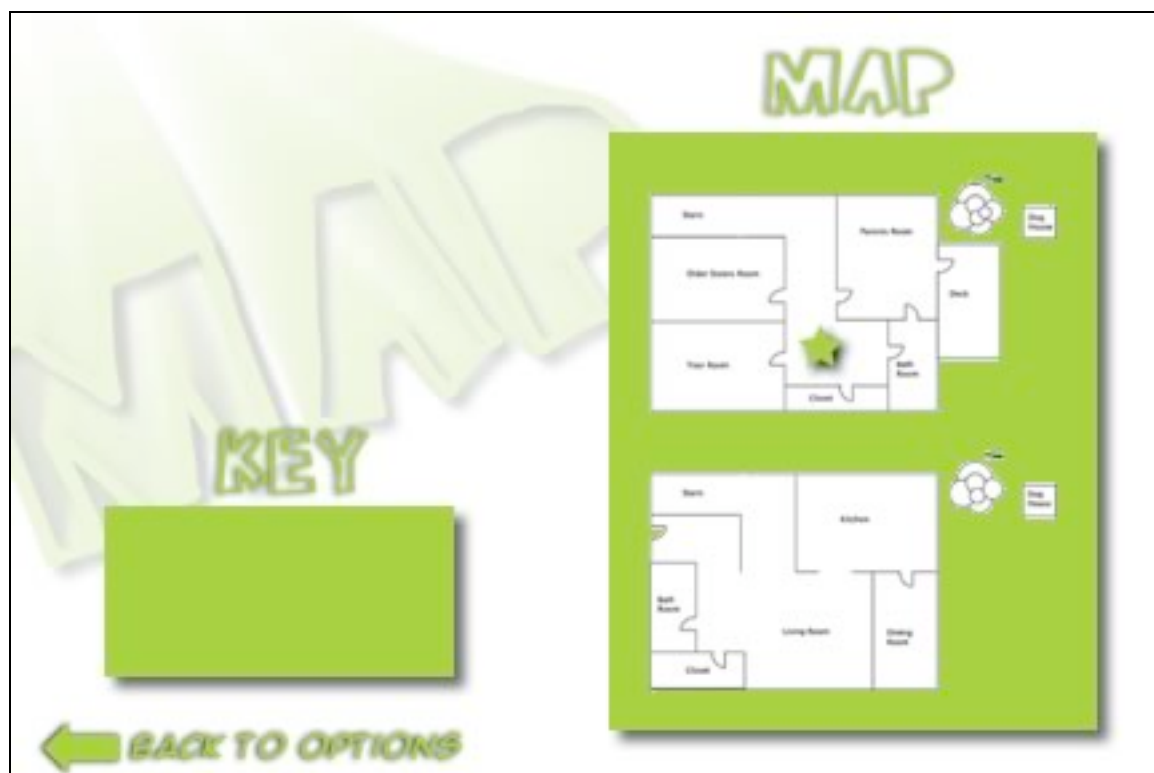 MAP
Tree
Stairs
Parents Room
Dog
House
Older Sisters Room
Deck
Your Room
Bath
Room
Closet
KEY
Tree
Stairs
Dog
House
Kitchen
Bath
Room
Living Room
Dining
Room
Closet
BACK TO OPTIONS
MAP